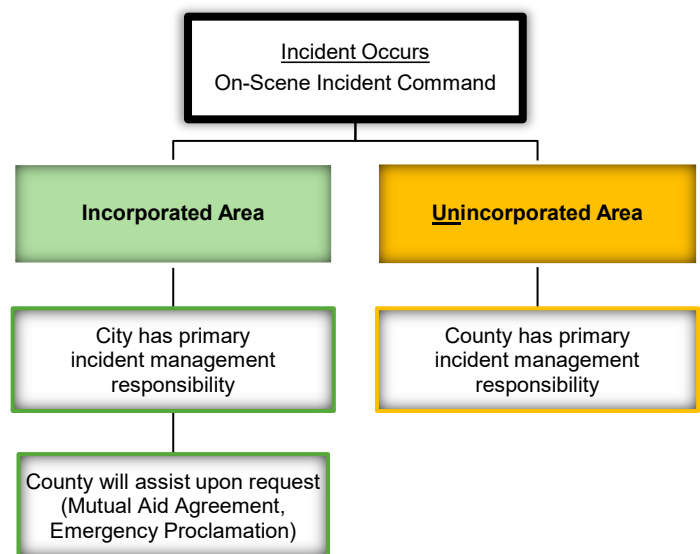 Incident Occurs
On-Scene Incident Command
Incorporated Area
Unincorporated Area
City has primary
incident management
responsibility
County has primary
incident management
responsibility
County will assist upon request
(Mutual Aid Agreement,
Emergency Proclamation)